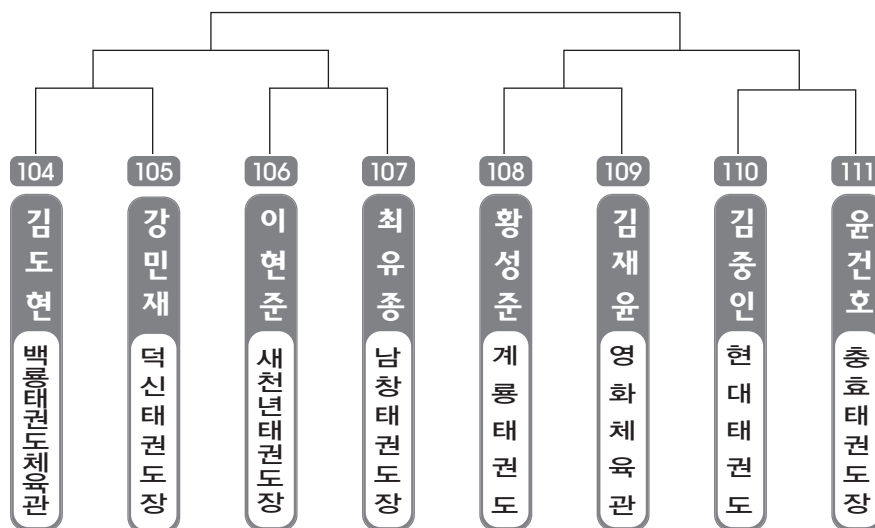 104
김도현
백룡태권도체육관
105
강민재
덕신태권도장
106
이현준
새천년태권도장
107
최유종
남창태권도장
108
황성준
계룡태권도
109
김재윤
영화체육관
110
김중인
현대태권도
111
윤건호
충효태권도장